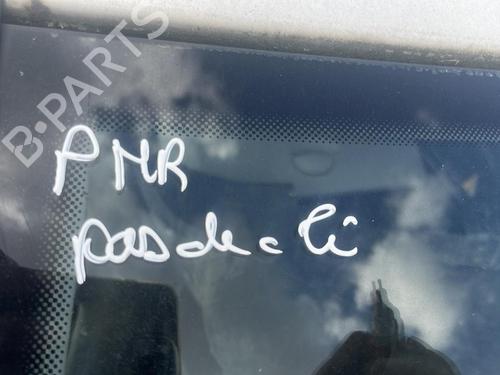 B-PARTS
PMR
pas de clé